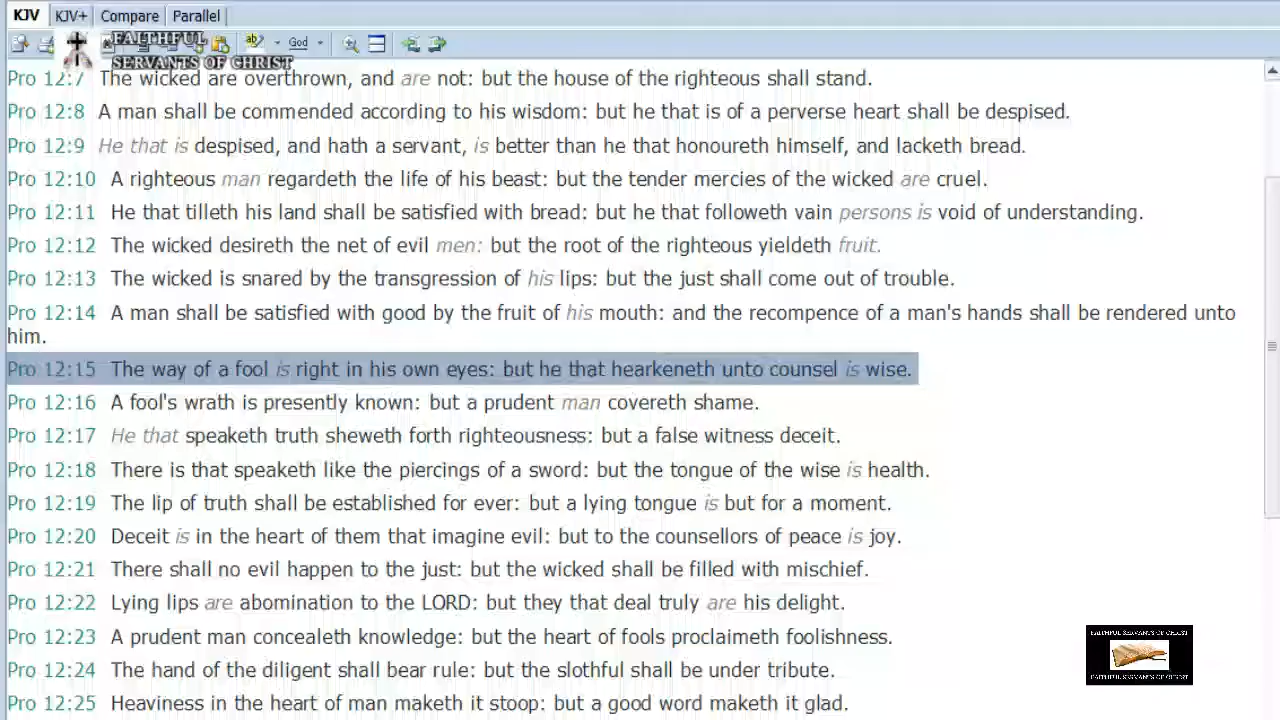 KJV KJV+ Compare Parallel
FAITHFUL
SERVANTS OF CHRIST
God
Pro 12:7 The wicked are overthrown, and are not: but the house of the righteous shall stand.
Pro 12:8 A man shall be commended according to his wisdom: but he that is of a perverse heart shall be despised.
Pro 12:9 He that is despised, and hath a servant, is better than he that honoureth himself, and lacketh bread.
Pro 12:10 A righteous man regardeth the life of his beast: but the tender mercies of the wicked are cruel.
Pro 12:11 He that tilleth his land shall be satisfied with bread: but he that followeth vain persons is void of understanding.
Pro 12:12 The wicked desireth the net of evil men: but the root of the righteous yieldeth fruit.
Pro 12:13 The wicked is snared by the transgression of his lips: but the just shall come out of trouble.
Pro 12:14 A man shall be satisfied with good by the fruit of his mouth: and the recompence of a man's hands shall be rendered unto
him.
Pro 12:15 The way of a fool is right in his own eyes: but he that hearkeneth unto counsel is wise.
Pro 12:16 A fool's wrath is presently known: but a prudent man covereth shame.
Pro 12:17 He that speaketh truth sheweth forth righteousness: but a false witness deceit.
Pro 12:18 There is that speaketh like the piercings of a sword: but the tongue of the wise is health.
Pro 12:19 The lip of truth shall be established for ever: but a lying tongue is but for a moment.
Pro 12:20 Deceit is in the heart of them that imagine evil: but to the counsellors of peace is joy.
Pro 12:21 There shall no evil happen to the just: but the wicked shall be filled with mischief.
Pro 12:22 Lying lips are abomination to the LORD: but they that deal truly are his delight.
Pro 12:23 A prudent man concealeth knowledge: but the heart of fools proclaimeth foolishness.
Pro 12:24 The hand of the diligent shall bear rule: but the slothful shall be under tribute.
Pro 12:25 Heaviness in the heart of man maketh it stoop: but a good word maketh it glad.
FAITHFUL SERVANTS OF CHRIST
FAITHFUL SERVANTS OF CHRIST